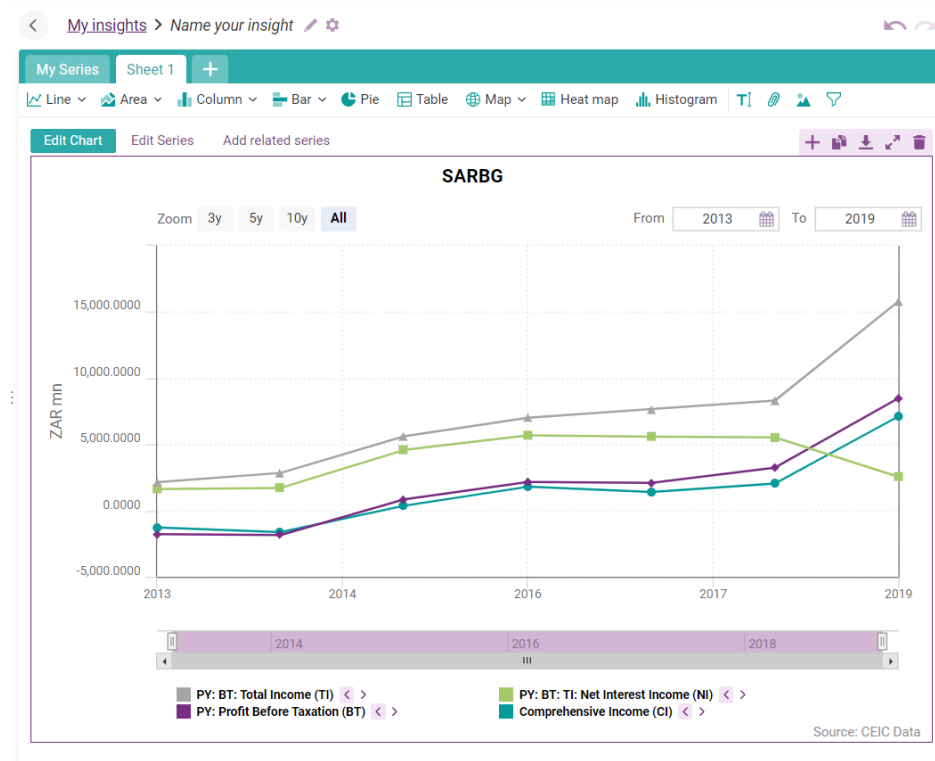 My insights > Name your insight
My Series Sheet 1 +
Line Area Column Bar Pie Table Map Heat map Histogram T
Edit Chart Edit Series Add related series
SARBG
Zoom 3y 5y 10y All From 2013 To 2019
15,000.0000
10,000.0000
5,000.0000
0.0000
-5,000.0000
ZAR mn
2013 2014 2016 2017 2019
2014 2016 2018
PY: BT: Total Income (TI) < > PY: BT: TI: Net Interest Income (NI) < >
PY: Profit Before Taxation (BT) < > Comprehensive Income (CI) < >
Source: CEIC Data